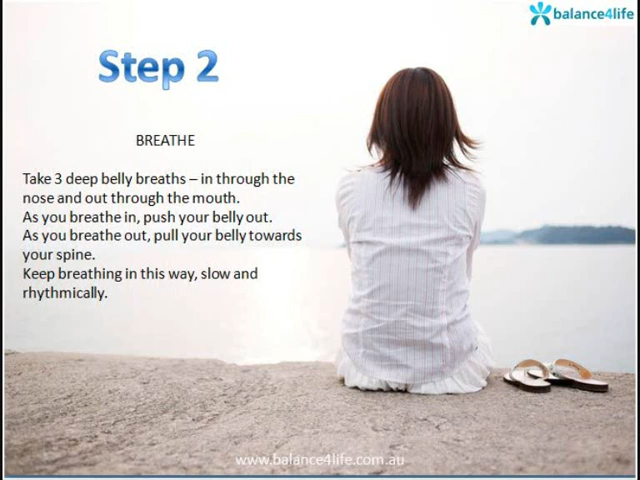 balance4life
Step 2
BREATHE
Take 3 deep belly breaths – in through the
nose and out through the mouth.
As you breathe in, push your belly out.
As you breathe out, pull your belly towards
your spine.
Keep breathing in this way, slow and
rhythmically.
www.balance4life.com.au